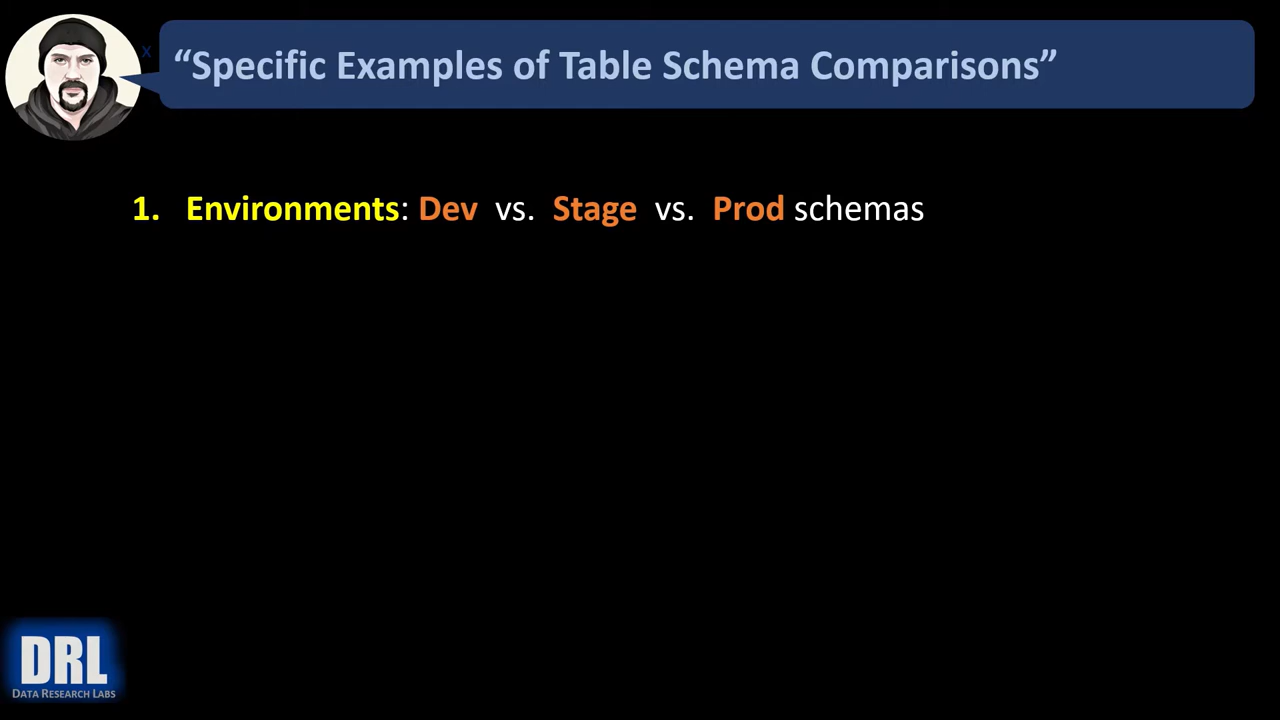 x
“Specific Examples of Table Schema Comparisons”
1. Environments: Dev vs. Stage vs. Prod schemas
DRL
DATA RESEARCH LABS